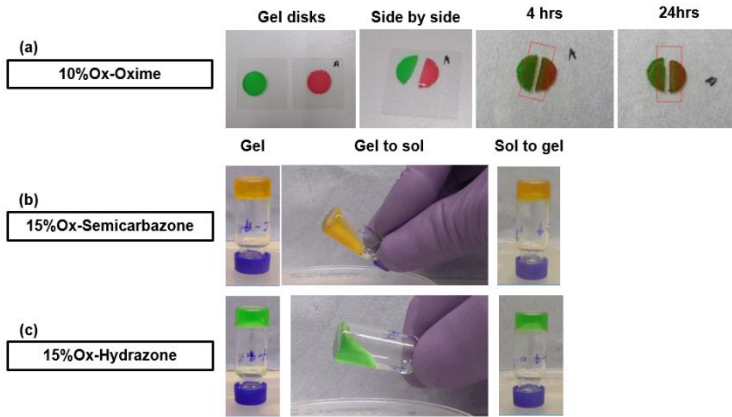 Gel disks Side by side 4 hrs 24hrs
(a)
10%Ox-Oxime
A
A
A
Gel Gel to sol Sol to gel
(b)
15%Ox-Semicarbazone
(c)
15%Ox-Hydrazone